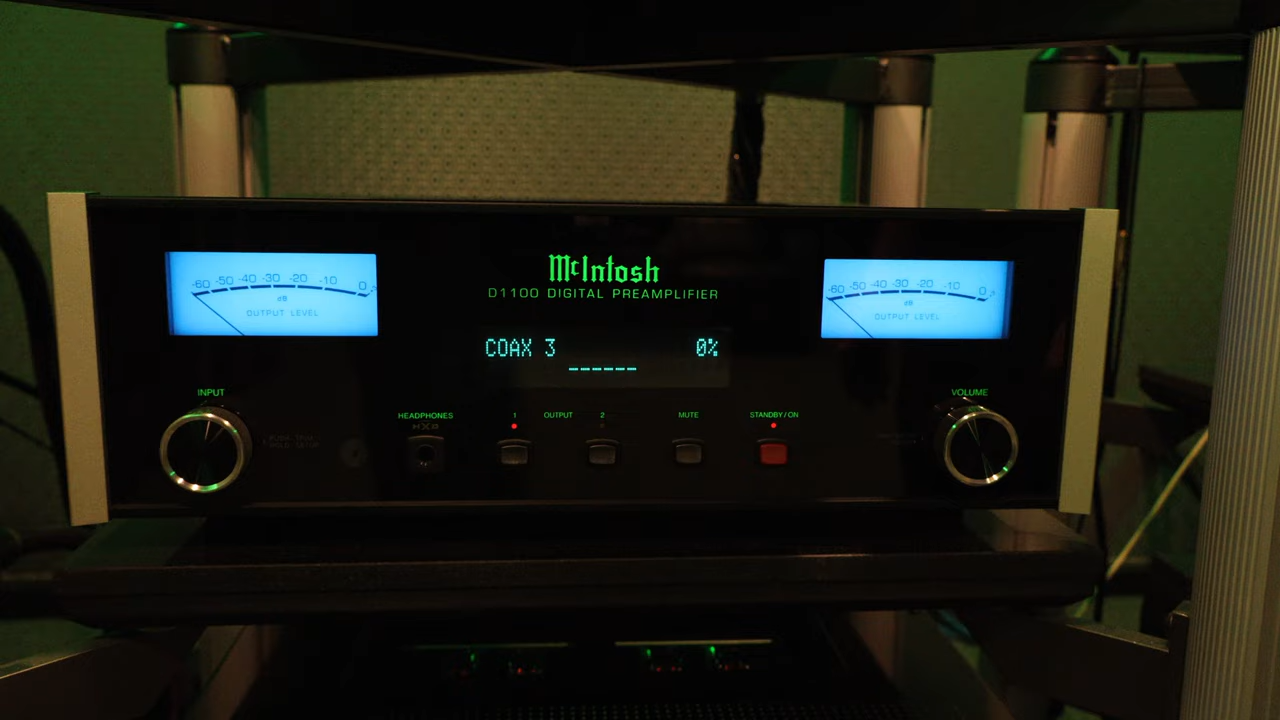 McIntosh
D1100 DIGITAL PREAMPLIFIER
-60 -50 -40 -30 -20 -10 0
dB
OUTPUT LEVEL
-60 -50 -40 -30 -20 -10 0
dB
OUTPUT LEVEL
COAX 3 0%
INPUT
VOLUME
HEADPHONES
1 OUTPUT 2
MUTE
STANDBY/ON
HXD